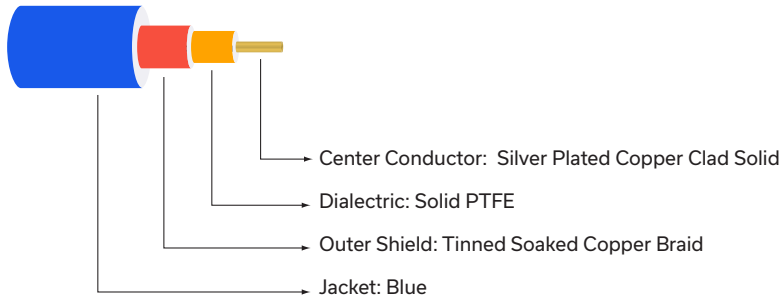 Center Conductor: Silver Plated Copper Clad Solid
Dialectric: Solid PTFE
Outer Shield: Tinned Soaked Copper Braid
Jacket: Blue